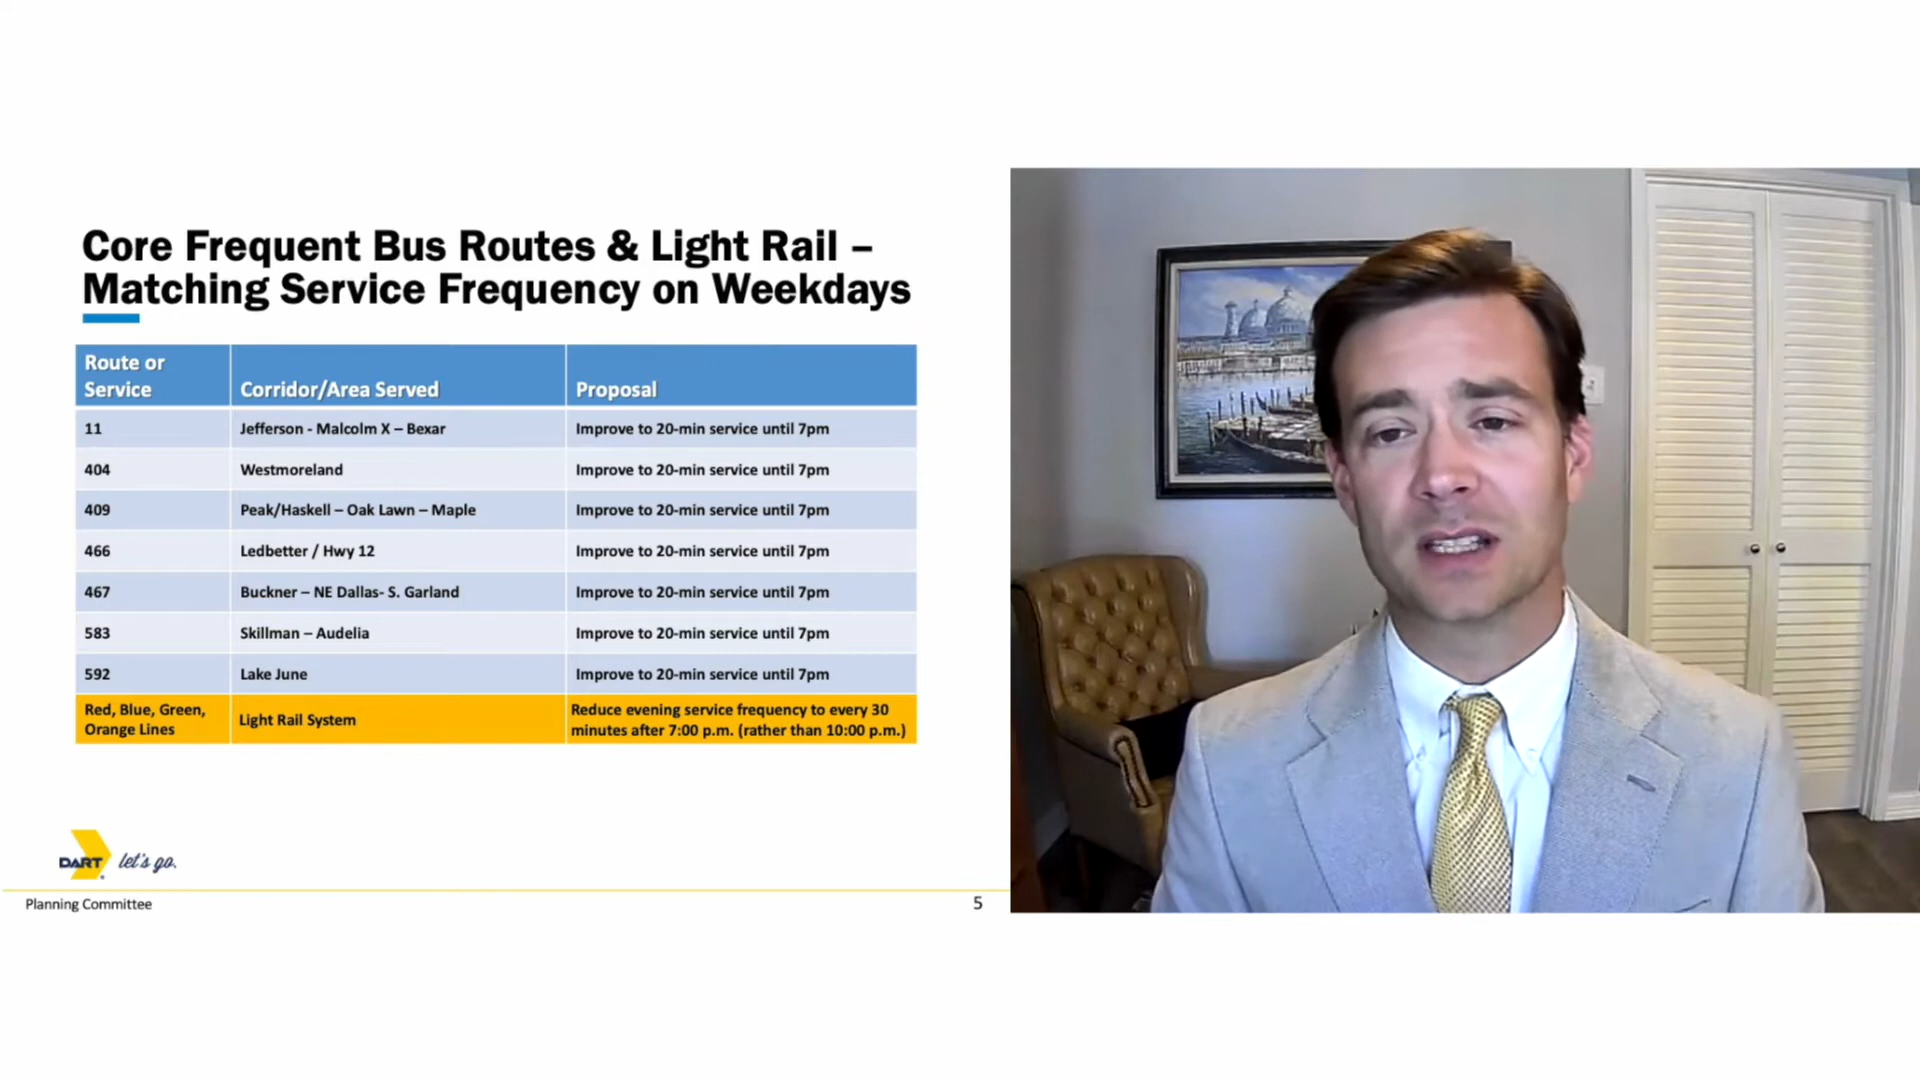 Core Frequent Bus Routes & Light Rail –
Matching Service Frequency on Weekdays
Route or
Service
Corridor/Area Served
Proposal
11
Jefferson - Malcolm X – Bexar
Improve to 20-min service until 7pm
404
Westmoreland
Improve to 20-min service until 7pm
409
Peak/Haskell – Oak Lawn – Maple
Improve to 20-min service until 7pm
466
Ledbetter / Hwy 12
Improve to 20-min service until 7pm
467
Buckner – NE Dallas- S. Garland
Improve to 20-min service until 7pm
583
Skillman – Audelia
Improve to 20-min service until 7pm
592
Lake June
Improve to 20-min service until 7pm
Red, Blue, Green,
Orange Lines
Light Rail System
Reduce evening service frequency to every 30
minutes after 7:00 p.m. (rather than 10:00 p.m.)
DART let's go.
Planning Committee
5